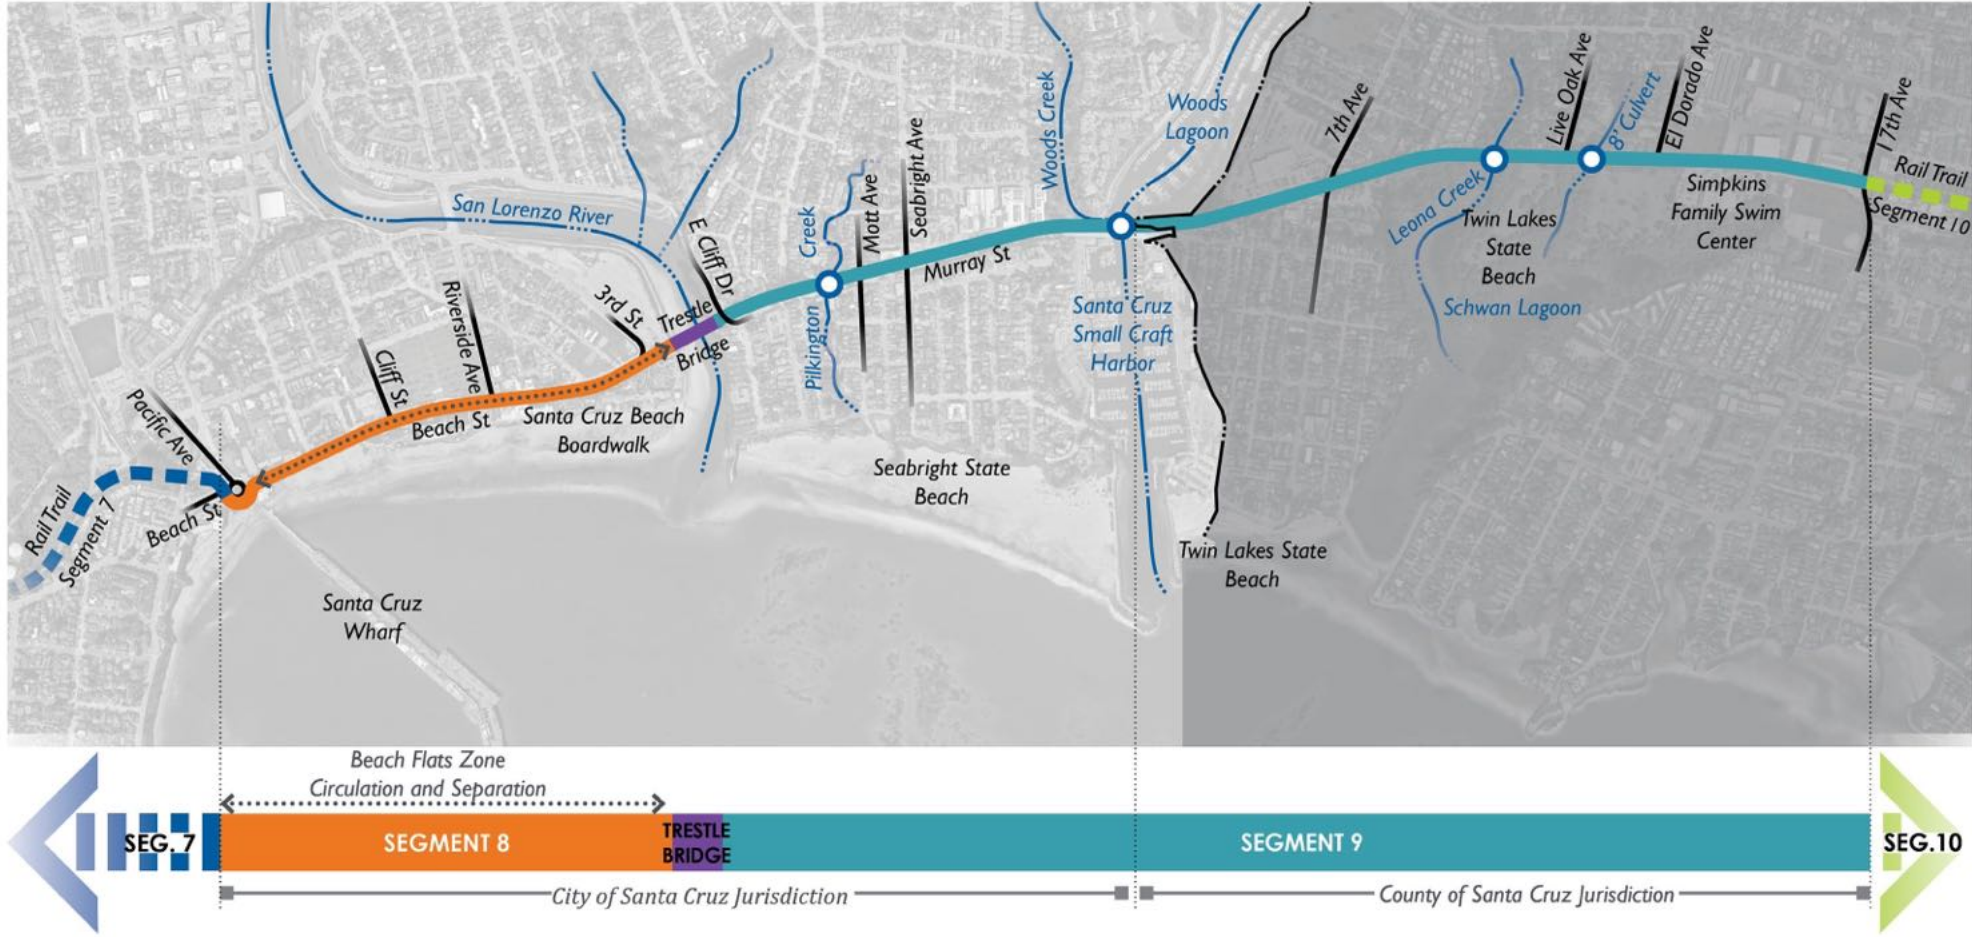 Woods Creek
Woods
Lagoon
7th Ave
Live Oak Ave
8' Culvert
El Dorado Ave
17th Ave
Rail Trail
Segment 10
San Lorenzo River
E Cliff Dr
Creek
Pilkington
Mott Ave
Seabright Ave
Murray St
Leona Creek
Twin Lakes
State
Beach
Simpkins
Family Swim
Center
Schwan Lagoon
Santa Cruz
Small Craft
Harbor
Riverside Ave
3rd St
Trestle
Bridge
Cliff St
Pacific Ave
Beach St
Santa Cruz Beach
Boardwalk
Seabright State
Beach
Rail Trail
Segment 7
Beach St
Twin Lakes State
Beach
Santa Cruz
Wharf
Beach Flats Zone
Circulation and Separation
SEG. 7
SEGMENT 8
TRESTLE
BRIDGE
SEGMENT 9
SEG.10
City of Santa Cruz Jurisdiction
County of Santa Cruz Jurisdiction